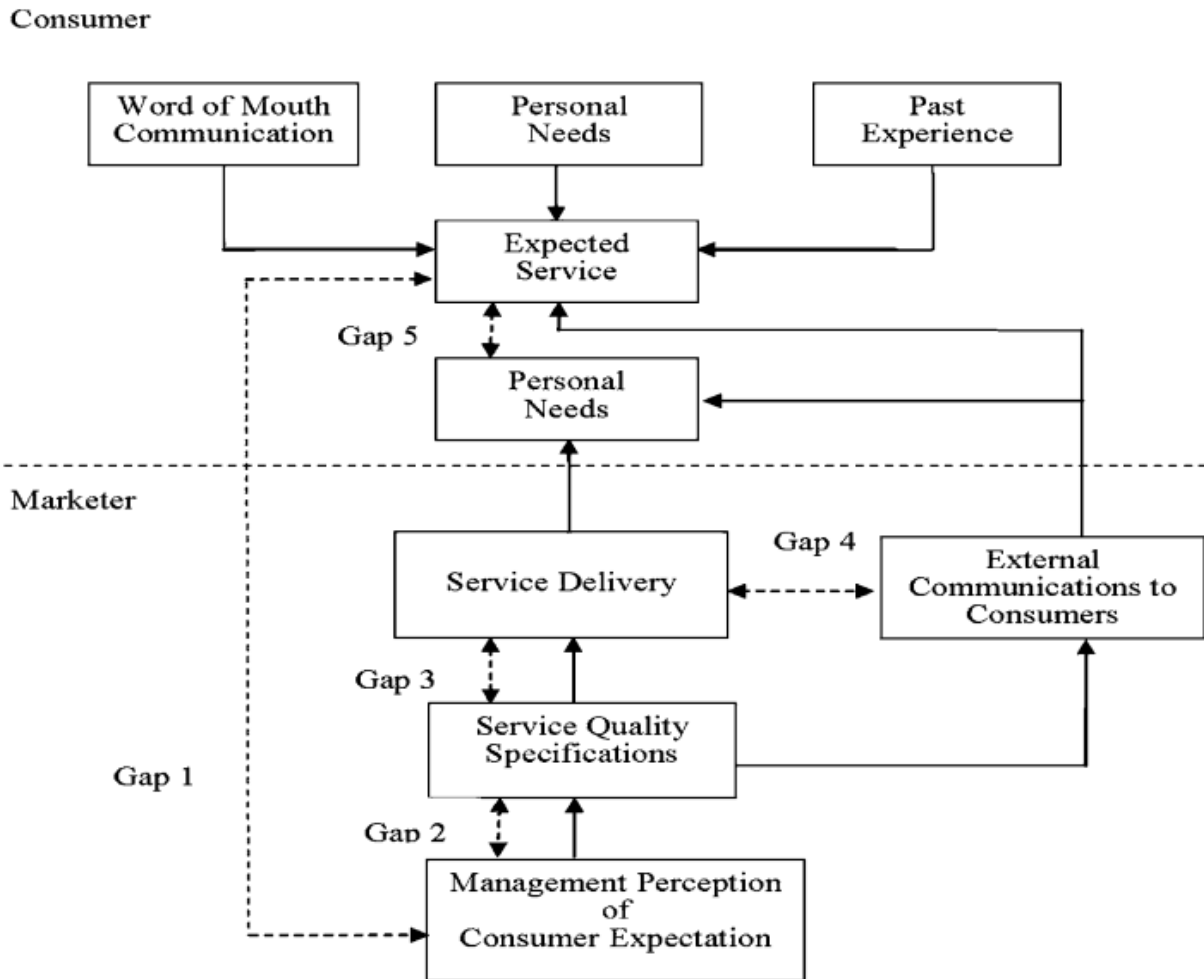 Consumer
Word of Mouth
Communication
Personal
Needs
Past
Experience
Expected
Service
Gap 5
Personal
Needs
Marketer
Service Delivery
Gap 4
External
Communications to
Consumers
Gap 3
Service Quality
Specifications
Gap 1
Gap 2
Management Perception
of
Consumer Expectation